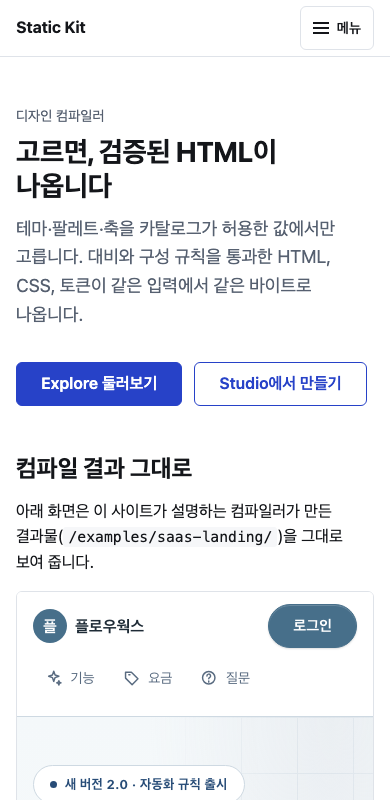 Static Kit
메뉴
디자인 컴파일러
고르면, 검증된 HTML이
나옵니다
테마·팔레트·축을 카탈로그가 허용한 값에서만
고릅니다. 대비와 구성 규칙을 통과한 HTML,
CSS, 토큰이 같은 입력에서 같은 바이트로
나옵니다.
Explore 둘러보기
Studio에서 만들기
컴파일 결과 그대로
아래 화면은 이 사이트가 설명하는 컴파일러가 만든
결과물( /examples/saas-landing/ )을 그대로
보여 줍니다.
플 플로우웍스
로그인
기능 요금 질문
새 버전 2.0 · 자동화 규칙 출시